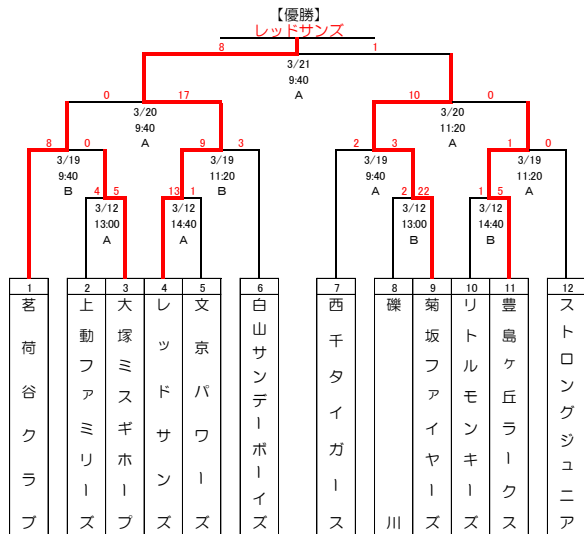 【優勝】
レッドサンズ
8 1
3/21
9:40
A
0 17 10 0
3/20 3/20
9:40 11:20
A A
8 0 9 3 2 3 1 0
3/19 3/19 3/19 3/19
9:40 11:20 9:40 11:20
B B A A
4 5 13 1 2 22 1 5
3/12 3/12 3/12 3/12
13:00 14:40 13:00 14:40
A A B B
1 2 3 4 5 6 7 8 9 10 11 12
茗荷谷クラブ
上動ファミリーズ
大塚ミスギホープ
レッドサンズ
文京パワーズ
白山サンデーボーイズ
西千タイガース
礫川
菊坂ファイヤーズ
リトルモンキーズ
豊島ヶ丘ラークス
ストロングジュニア